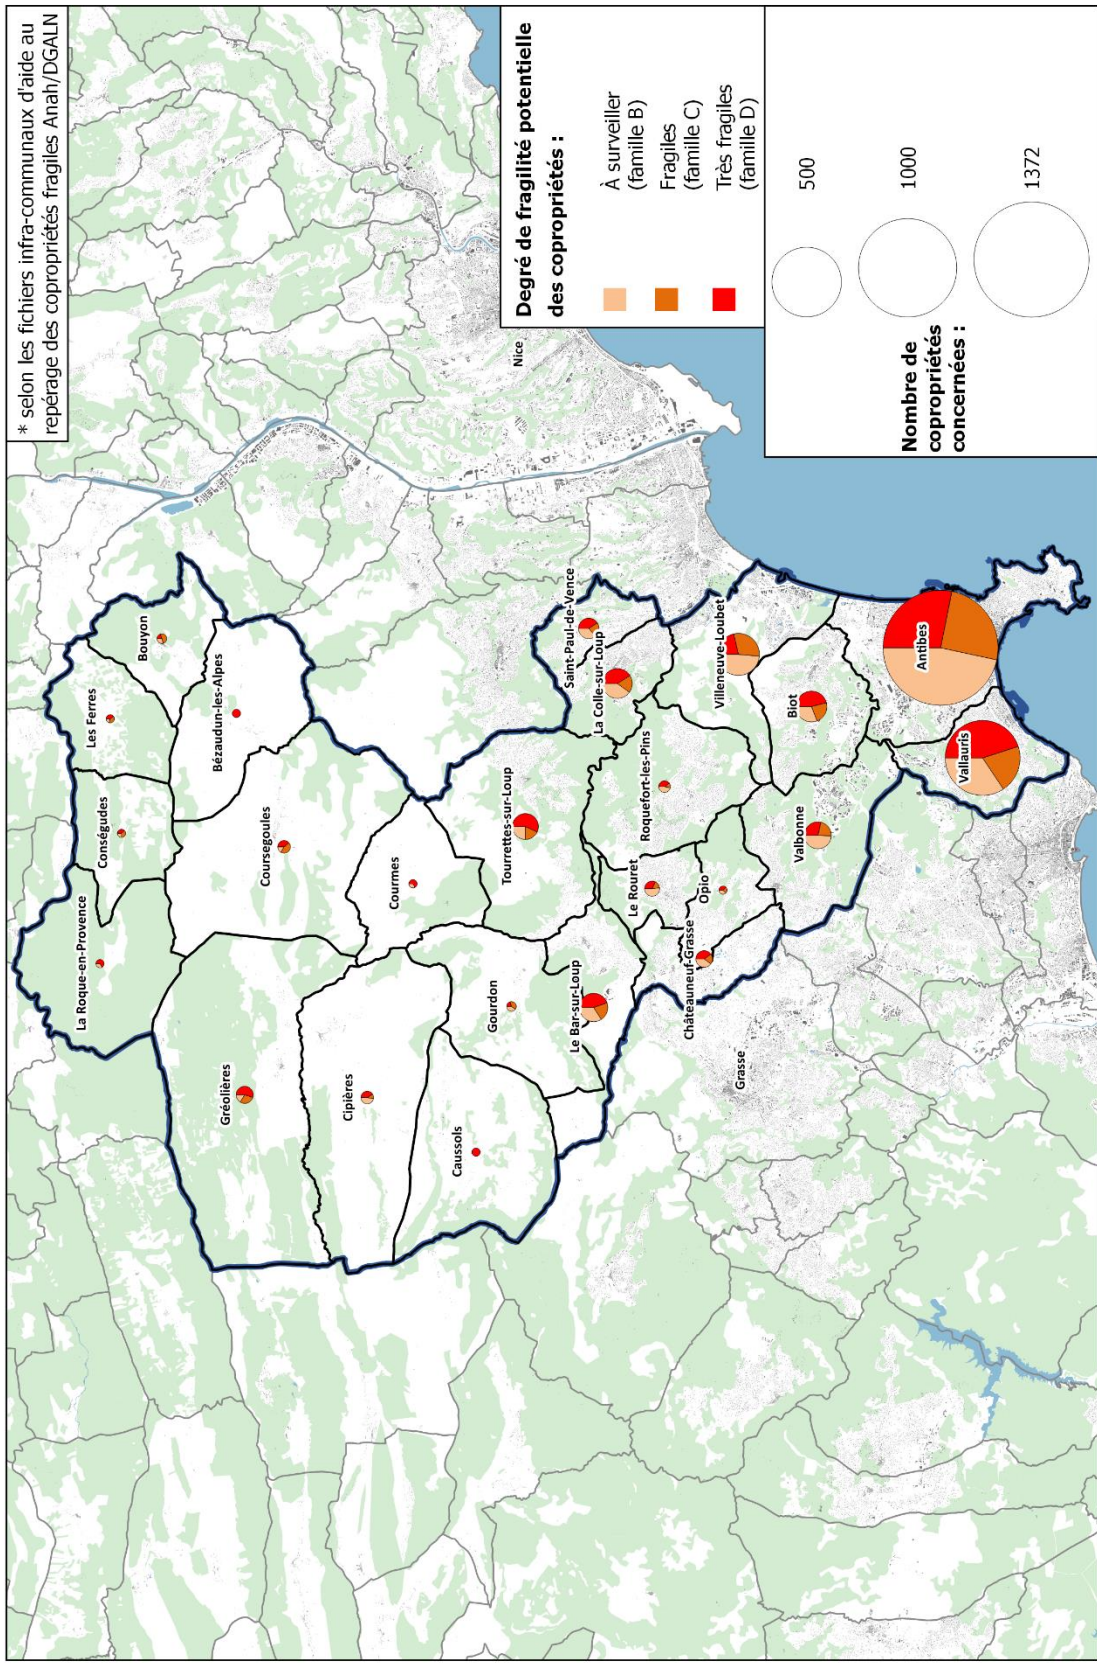 * selon les fichiers infra-communaux d'aide au
repérage des copropriétés fragiles Anah/DGALN
La Roque-en-Provence
Conségudes
Les Ferres
Bouyon
Bézaudun-les-Alpes
Gréolières
Coursegoules
Cipières
Courmes
Caussols
Gourdon
Tourrettes-sur-Loup
Saint-Paul-de-Vence
La Colle-sur-Loup
Le Bar-sur-Loup
Le Rouret
Roquefort-les-Pins
Châteauneuf-Grasse
Opio
Villeneuve-Loubet
Grasse
Valbonne
Biot
Antibes
Vallauris
Nice
Degré de fragilité potentielle
des copropriétés :
À surveiller
(famille B)
Fragiles
(famille C)
Très fragiles
(famille D)
Nombre de
copropriétés
concernées :
500
1000
1372